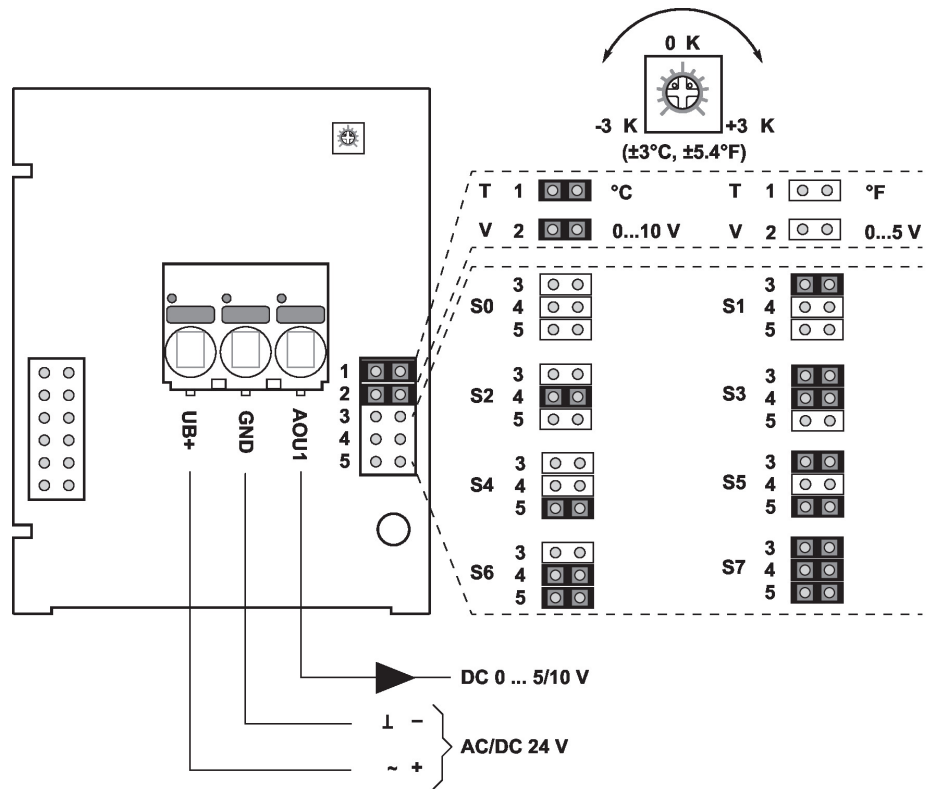 0 K
-3 K
+3 K
(±3°C, ±5.4°F)
T 1 °C
T 1 °F
V 2 0...10 V
V 2 0...5 V
S0 3 4 5
S1 3 4 5
S2 3 4 5
S3 3 4 5
S4 3 4 5
S5 3 4 5
S6 3 4 5
S7 3 4 5
1
2
3
4
5
UB+
GND
AOU1
DC 0 ... 5/10 V
⊥ −
AC/DC 24 V
~ +